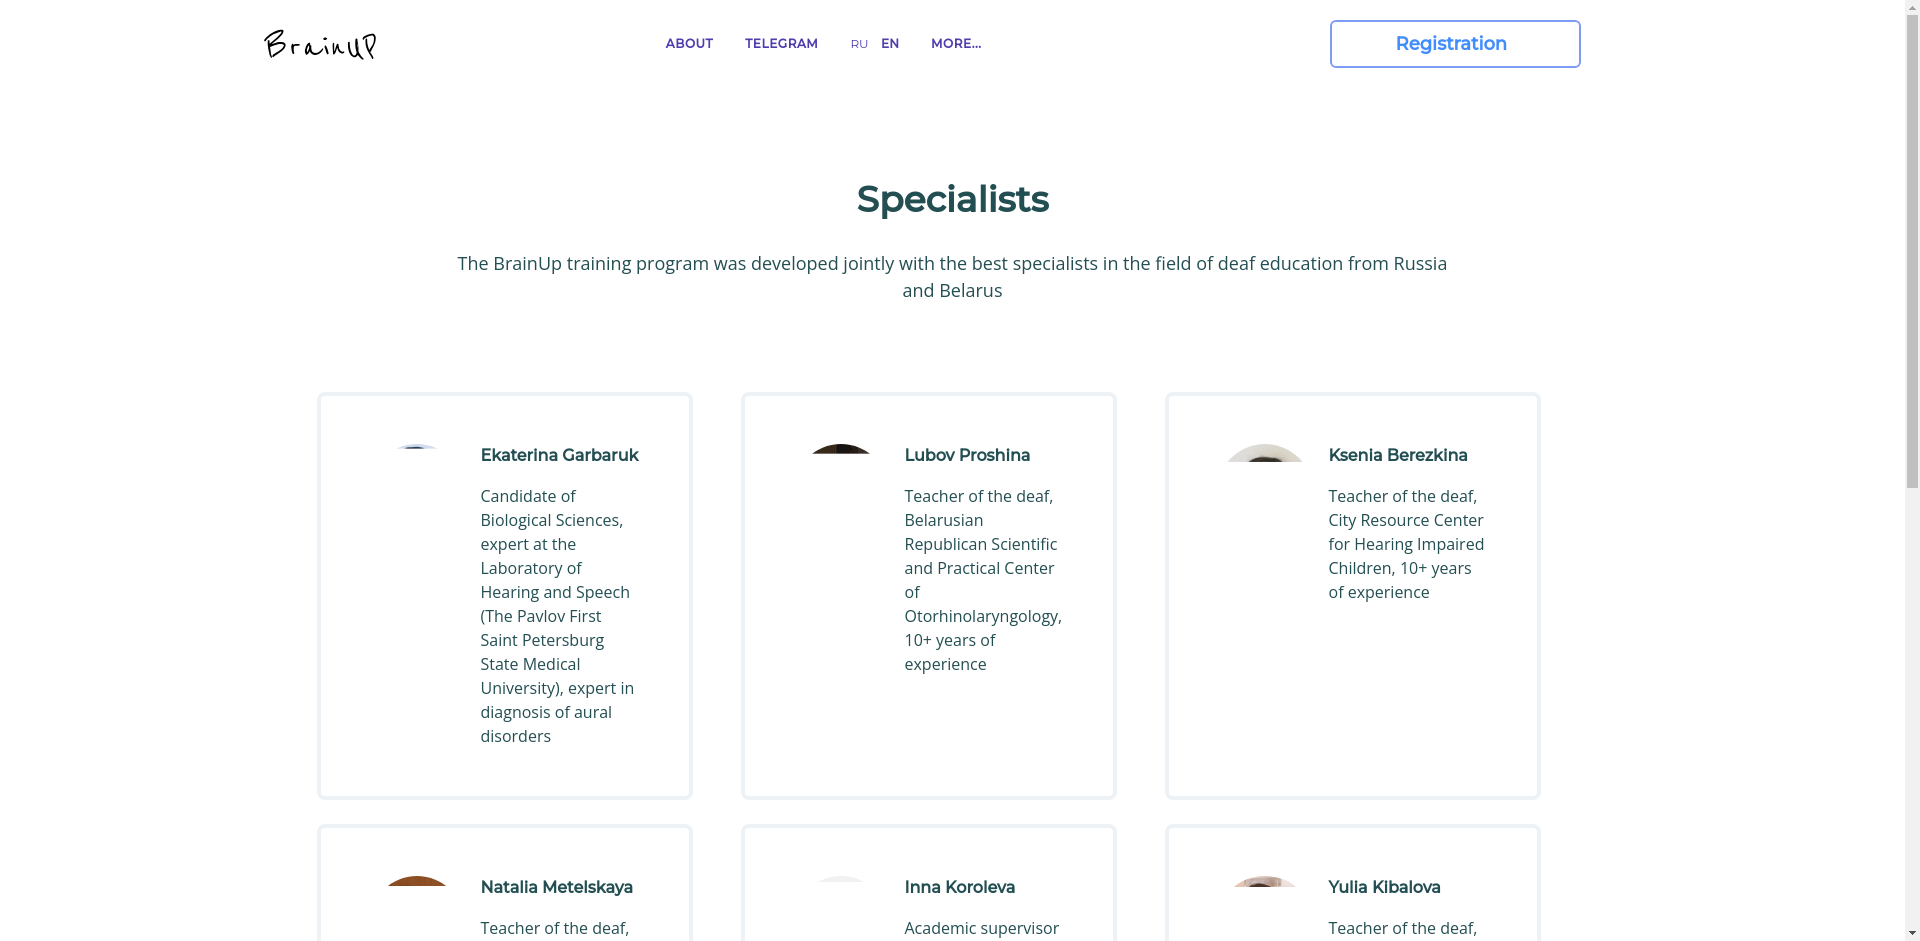 BrainUP
ABOUT
TELEGRAM
RU
EN
MORE...
Registration
Specialists
The BrainUp training program was developed jointly with the best specialists in the field of deaf education from Russia
and Belarus
Ekaterina Garbaruk
Candidate of
Biological Sciences,
expert at the
Laboratory of
Hearing and Speech
(The Pavlov First
Saint Petersburg
State Medical
University), expert in
diagnosis of aural
disorders
Lubov Proshina
Teacher of the deaf,
Belarusian
Republican Scientific
and Practical Center
of
Otorhinolaryngology,
10+ years of
experience
Ksenia Berezkina
Teacher of the deaf,
City Resource Center
for Hearing Impaired
Children, 10+ years
of experience
Natalia Metelskaya
Teacher of the deaf,
Inna Koroleva
Academic supervisor
Yulia Kibalova
Teacher of the deaf,